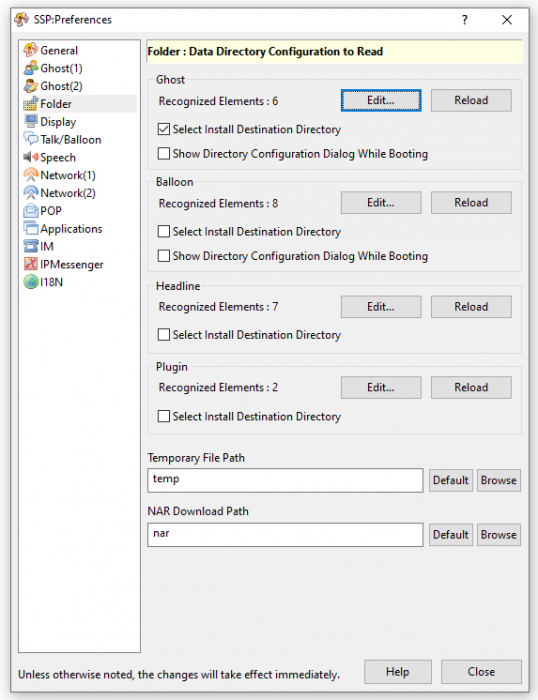 SSP:Preferences
General
Ghost(1)
Ghost(2)
Folder
Display
Talk/Balloon
Speech
Network(1)
Network(2)
POP
Applications
IM
IPMessenger
I18N
Folder : Data Directory Configuration to Read
Ghost
Recognized Elements : 6 Edit... Reload
Select Install Destination Directory
Show Directory Configuration Dialog While Booting
Balloon
Recognized Elements : 8 Edit... Reload
Select Install Destination Directory
Show Directory Configuration Dialog While Booting
Headline
Recognized Elements : 7 Edit... Reload
Select Install Destination Directory
Plugin
Recognized Elements : 2 Edit... Reload
Select Install Destination Directory
Temporary File Path
temp Default Browse
NAR Download Path
nar Default Browse
Unless otherwise noted, the changes will take effect immediately. Help Close